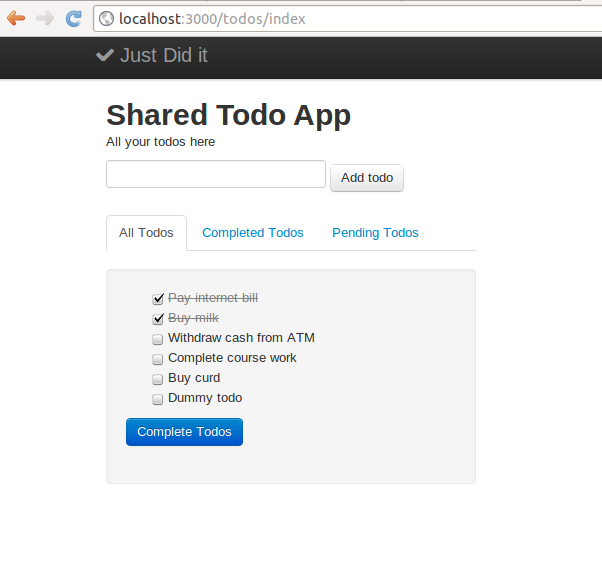 localhost:3000/todos/index
Just Did it
Shared Todo App
All your todos here
Add todo
All Todos Completed Todos Pending Todos
Pay internet bill
Buy milk
Withdraw cash from ATM
Complete course work
Buy curd
Dummy todo
Complete Todos